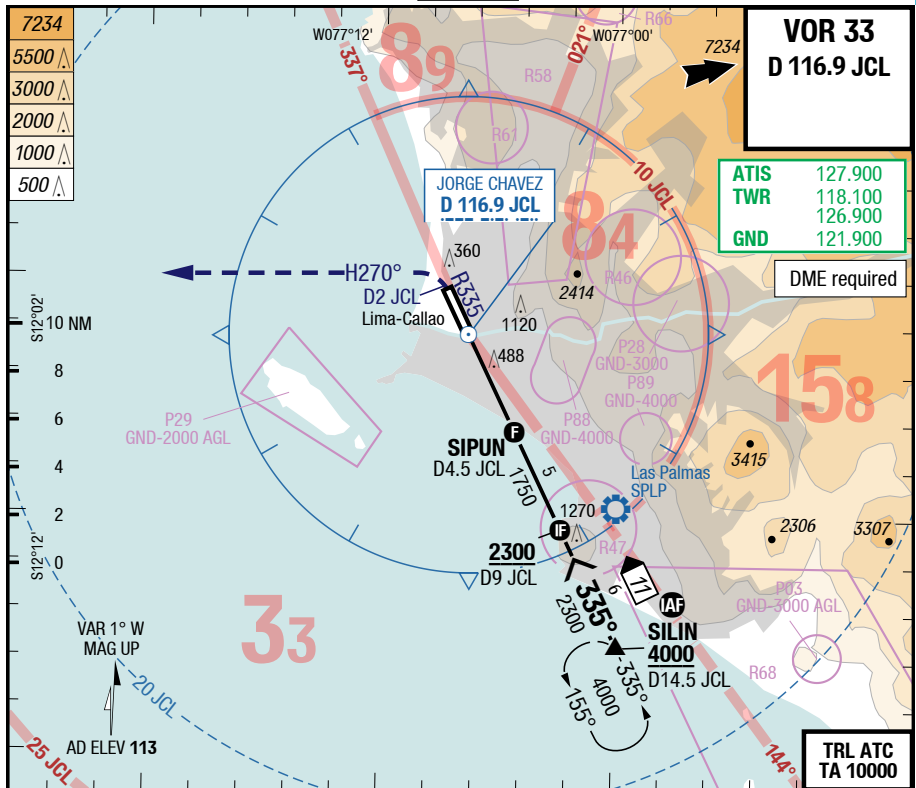 7234
5500
3000
2000
1000
500
W077°12'
337°
89
R58
R61
R66
021°
W077°00'
7234
VOR 33
D 116.9 JCL
ATIS 127.900
TWR 118.100
126.900
GND 121.900
DME required
JORGE CHAVEZ
D 116.9 JCL
10 JCL
84
R46
2414
360
H270°
D2 JCL
R335
Lima-Callao
1120
488
S12°02'
10 NM
8
6
4
2
0
S12°12'
P28
GND-3000
P89
GND-4000
P88
GND-4000
158
P29
GND-2000 AGL
SIPUN
D4.5 JCL
5
1750
3415
Las Palmas
SPLP
1270
IF
F
2300
D9 JCL
R47
2306
3307
11
6
IAF
SILIN
4000
D14.5 JCL
335°
2300
335°
4000
155°
P03
GND-3000 AGL
R68
33
VAR 1° W
MAG UP
20 JCL
AD ELEV 113
25 JCL
144°
TRL ATC
TA 10000